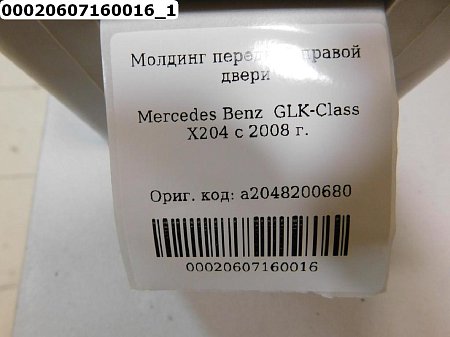 00020607160016_1
Молдинг правой
двери
Mercedes Benz GLK-Class
X204 с 2008 г.
Ориг. код: a2048200680
00020607160016